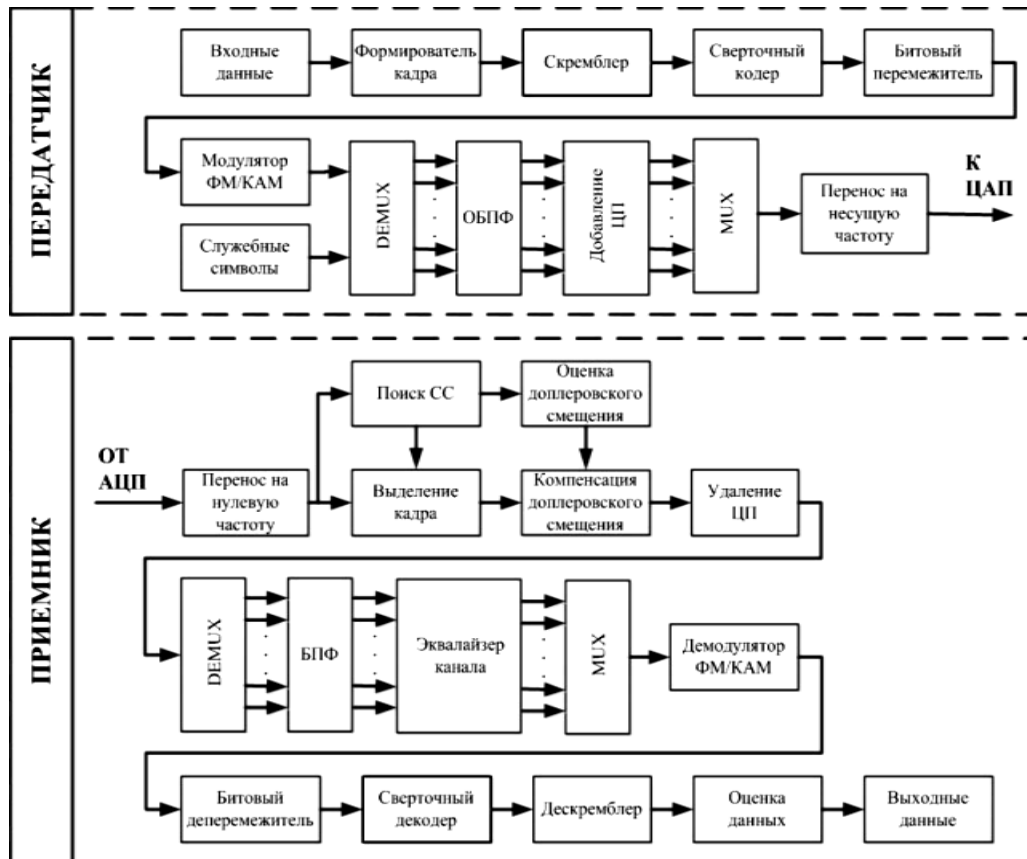 ПЕРЕДАТЧИК
Входные
данные
Формирователь
кадра
Скремблер
Сверточный
кодер
Битовый
перемежитель
Модулятор
ФМ/КАМ
Служебные
символы
DEMUX
ОБПФ
Добавление
ЦП
MUX
Перенос на
несущую
частоту
К
ЦАП
ПРИЕМНИК
ОТ
АЦП
Перенос на
нулевую
частоту
Поиск СС
Оценка
доплеровского
смещения
Выделение
кадра
Компенсация
доплеровского
смещения
Удаление
ЦП
DEMUX
БПФ
Эквалайзер
канала
MUX
Демодулятор
ФМ/КАМ
Битовый
деперемежитель
Сверточный
декодер
Дескремблер
Оценка
данных
Выходные
данные